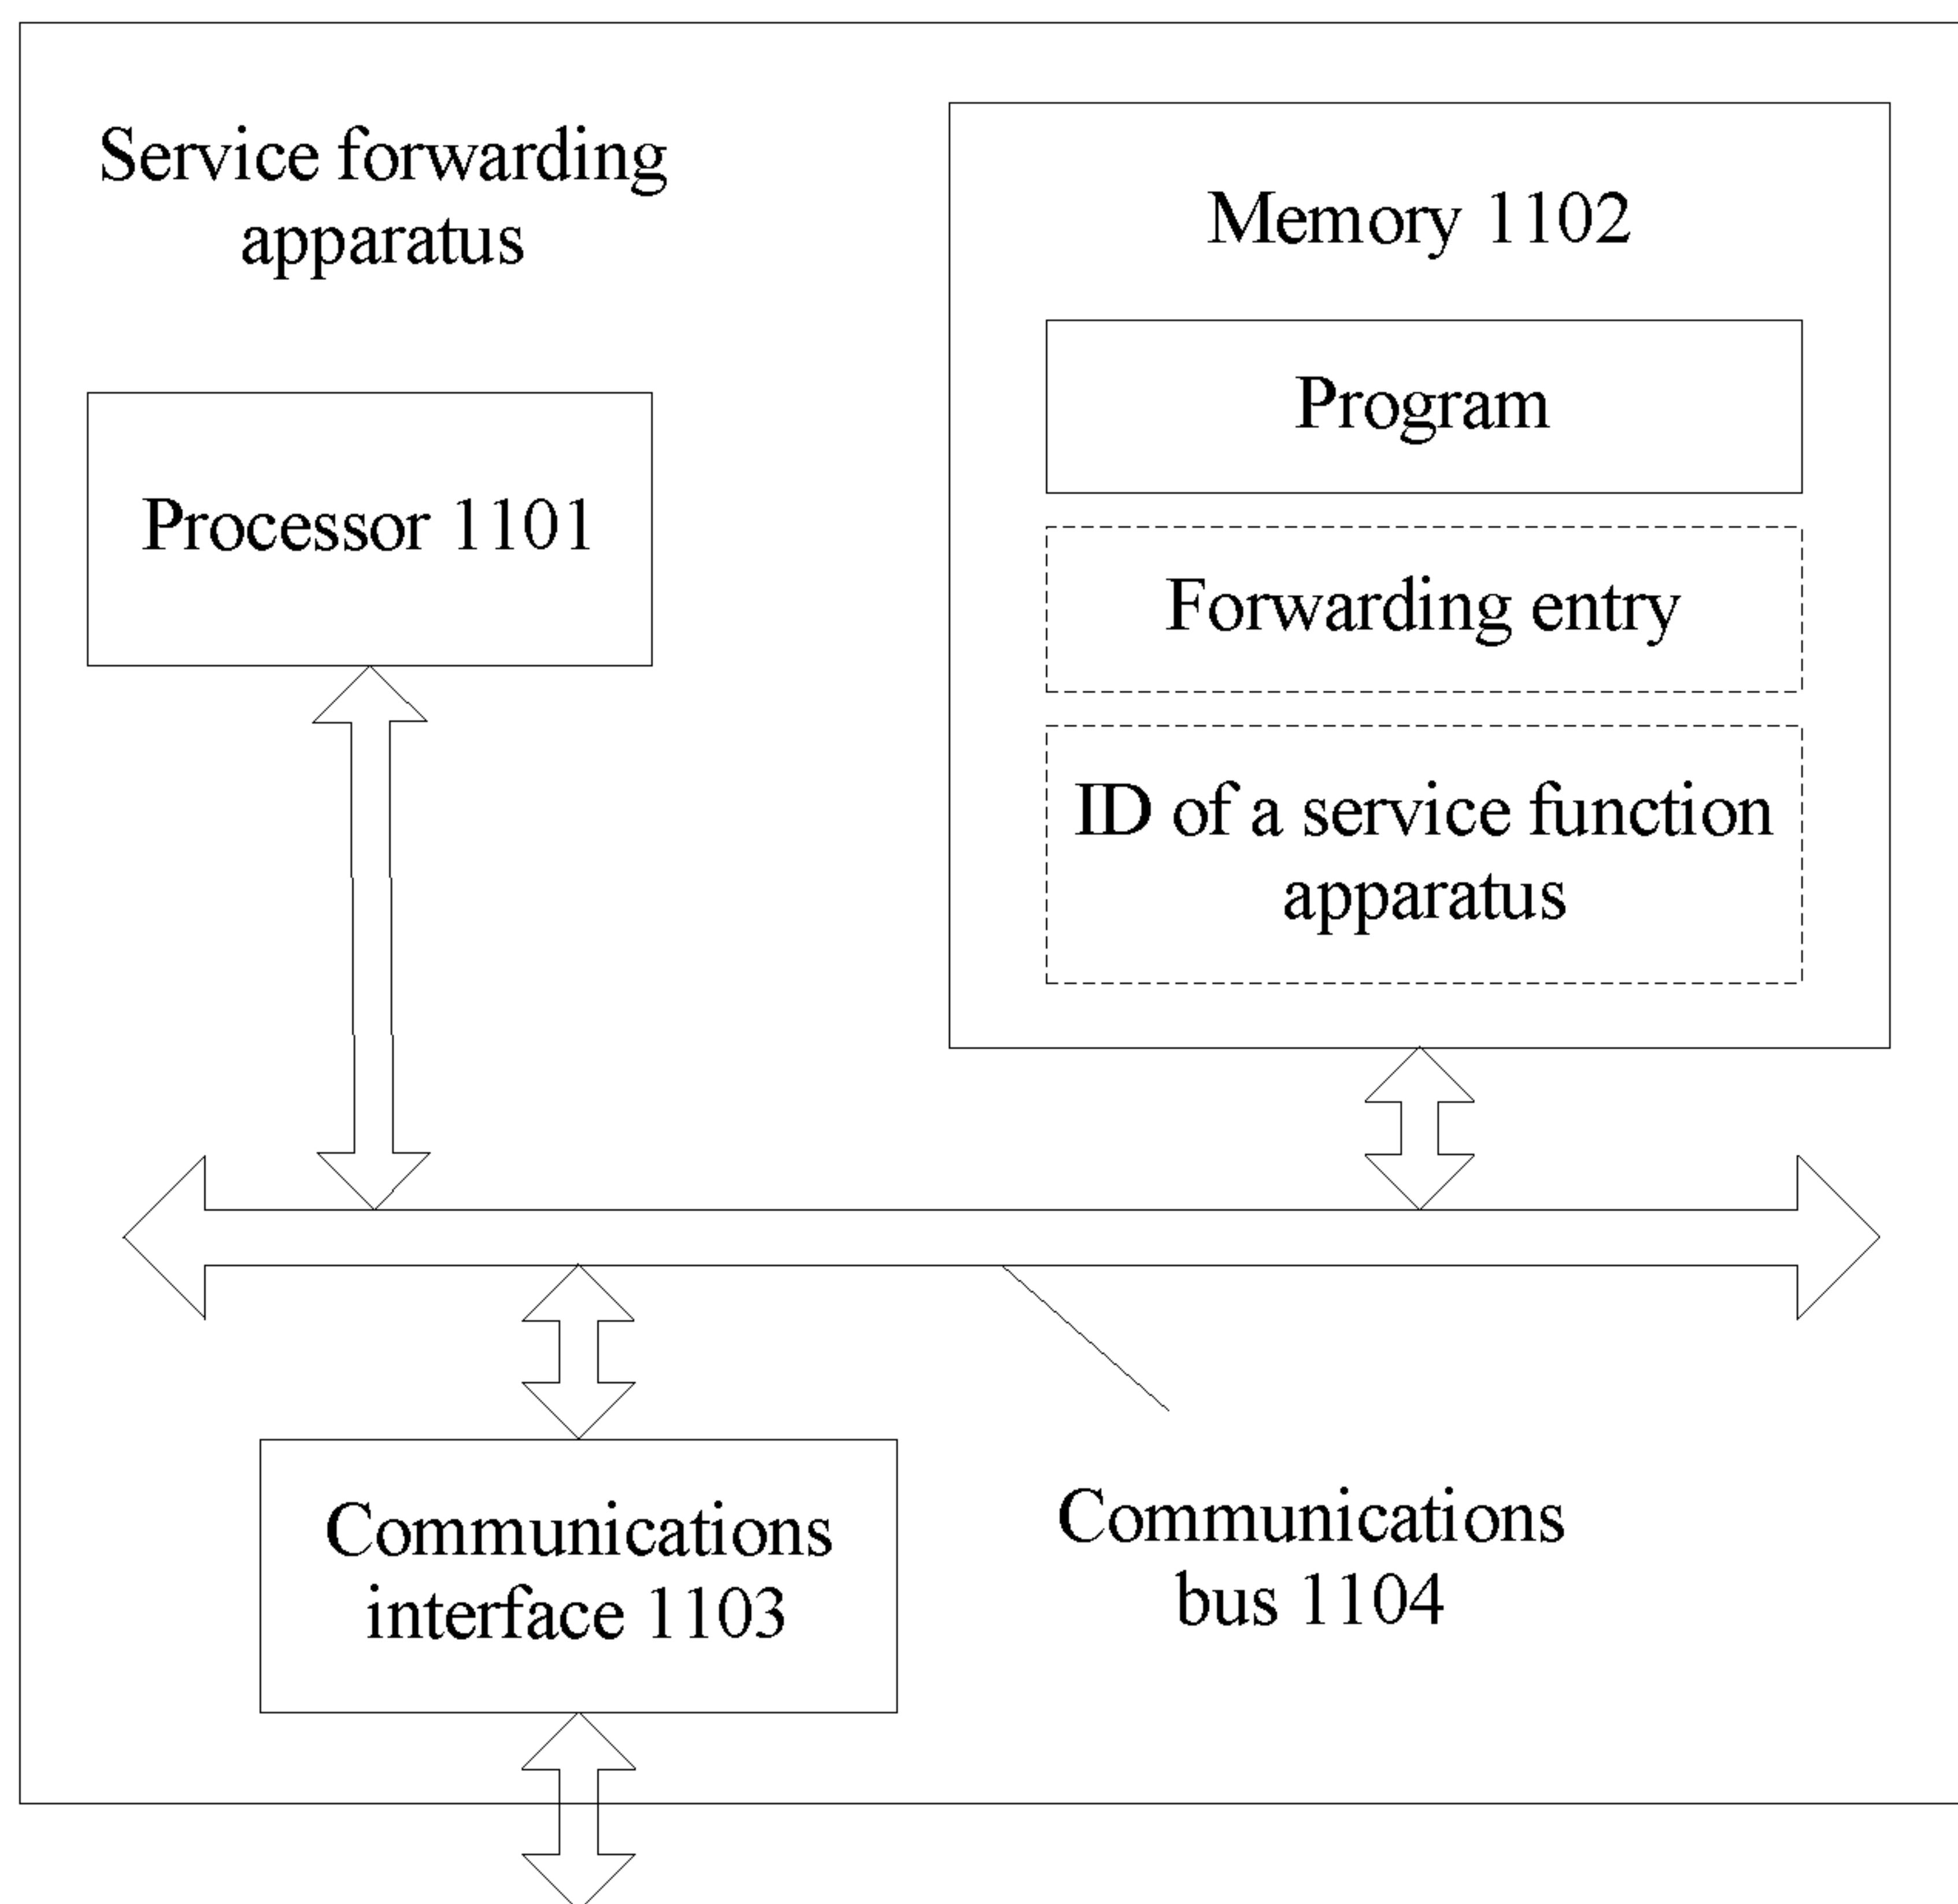 Service forwarding
apparatus
Memory 1102
Program
Processor 1101
Forwarding entry
ID of a service function
apparatus
Communications
interface 1103
Communications
bus 1104